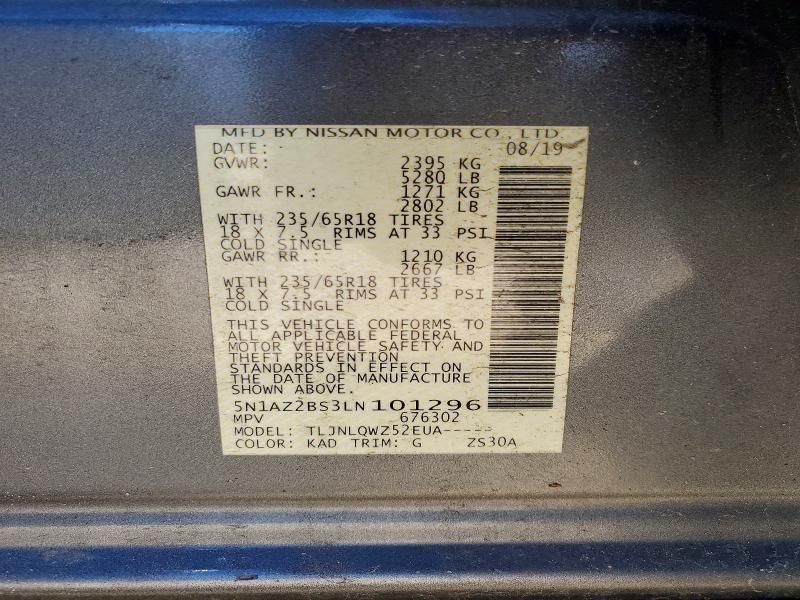 MFD BY NISSAN MOTOR CO., LTD.
DATE: 08/19
GVWR: 2395 KG
5280 LB
GAWR FR.: 1271 KG
2802 LB
WITH 235/65R18 TIRES
18 X 7.5 RIMS AT 33 PSI
COLD SINGLE
GAWR RR.: 1210 KG
2667 LB
WITH 235/65R18 TIRES
18 X 7.5 RIMS AT 33 PSI
COLD SINGLE
THIS VEHICLE CONFORMS TO
ALL APPLICABLE FEDERAL
MOTOR VEHICLE SAFETY AND
THEFT PREVENTION
STANDARDS IN EFFECT ON
THE DATE OF MANUFACTURE
SHOWN ABOVE.
5N1AZ2BS3LN101296
MPV 676302
MODEL: TLJNLQWZ52EUA-----
COLOR: KAD TRIM: G ZS30A